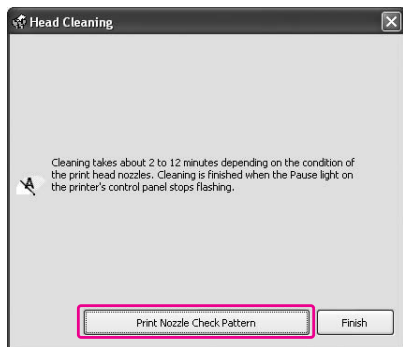 Head Cleaning
Cleaning takes about 2 to 12 minutes depending on the condition of
the print head nozzles. Cleaning is finished when the Pause light on
the printer's control panel stops flashing.
Print Nozzle Check Pattern
Finish